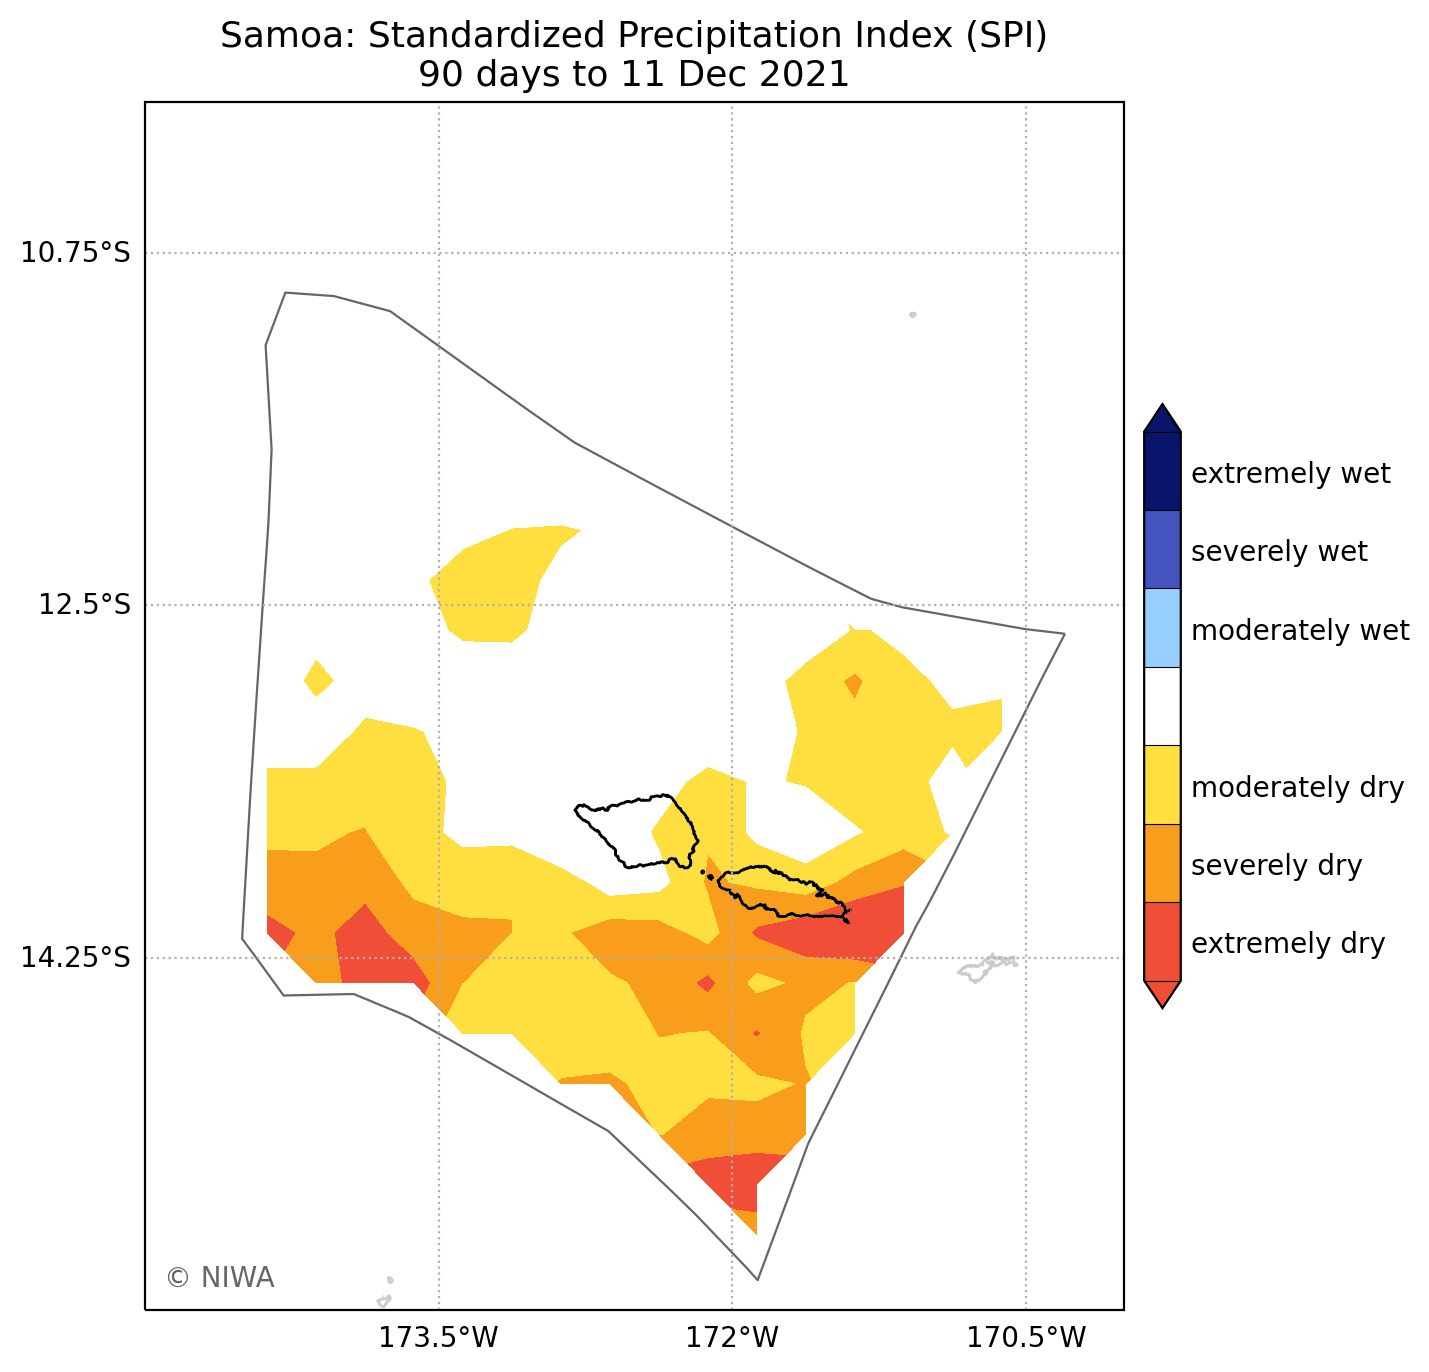 Samoa: Standardized Precipitation Index (SPI)
90 days to 11 Dec 2021
10.75°S
12.5°S
14.25°S
173.5°W
172°W
170.5°W
extremely wet
severely wet
moderately wet
moderately dry
severely dry
extremely dry
© NIWA